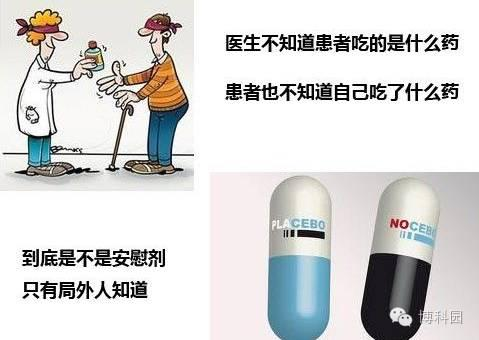 医生不知道患者吃的是什么药
患者也不知道自己吃了什么药
PLACEBO
NOCEBO
到底是不是安慰剂
只有局外人知道
博科园